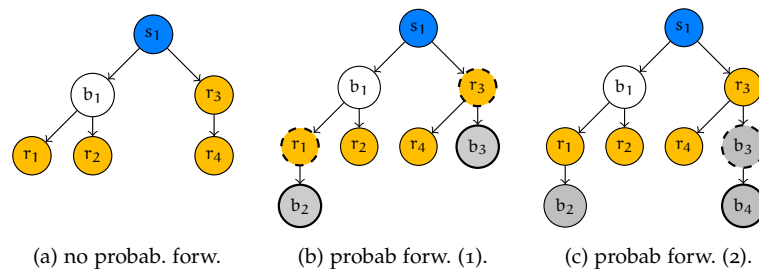 s₁ s₁ s₁
b₁ r₃ b₁ r₃ b₁ r₃
r₁ r₂ r₄ r₁ r₂ r₄ b₃ r₁ r₂ r₄ b₃
b₂ b₂ b₄
(a) no probab. forw. (b) probab forw. (1). (c) probab forw. (2).